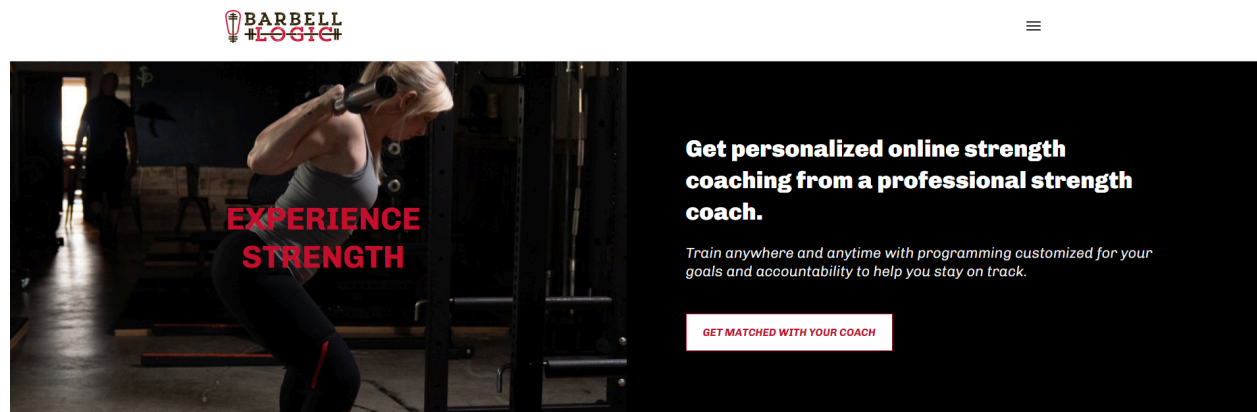 BARBELL
LOGIC
EXPERIENCE
STRENGTH
Get personalized online strength
coaching from a professional strength
coach.
Train anywhere and anytime with programming customized for your
goals and accountability to help you stay on track.
GET MATCHED WITH YOUR COACH